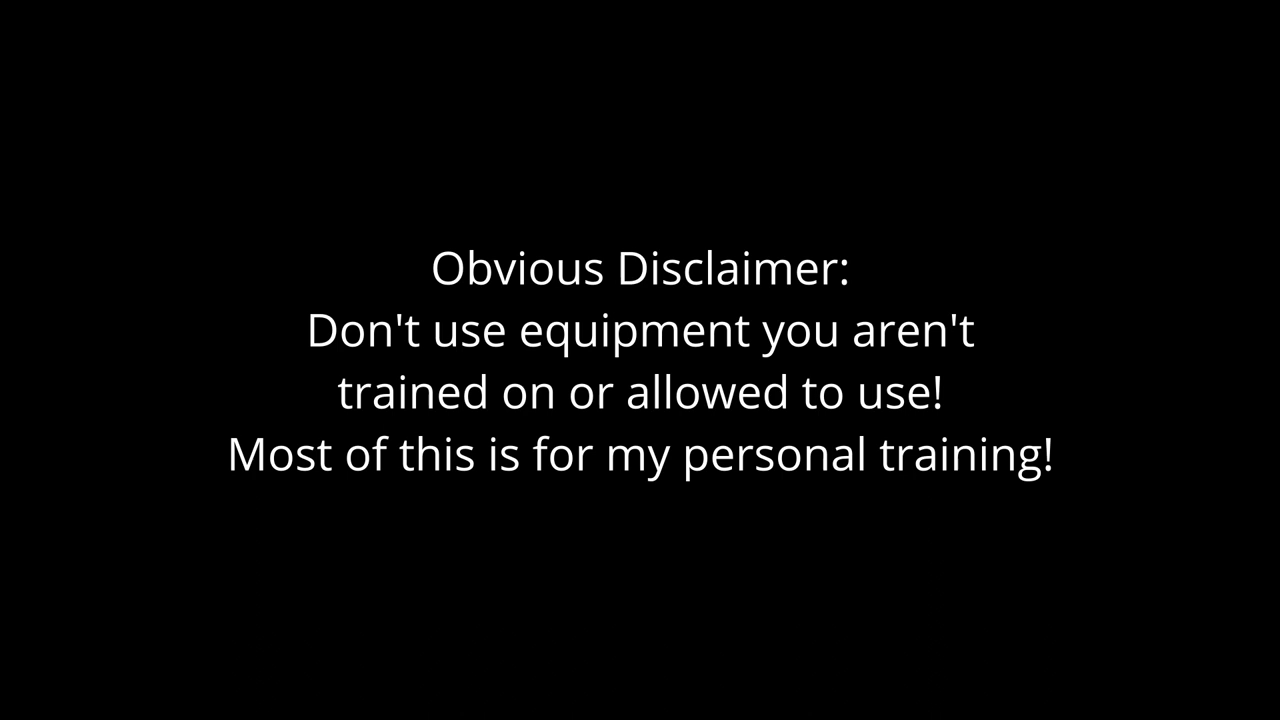 Obvious Disclaimer:
Don't use equipment you aren't
trained on or allowed to use!
Most of this is for my personal training!